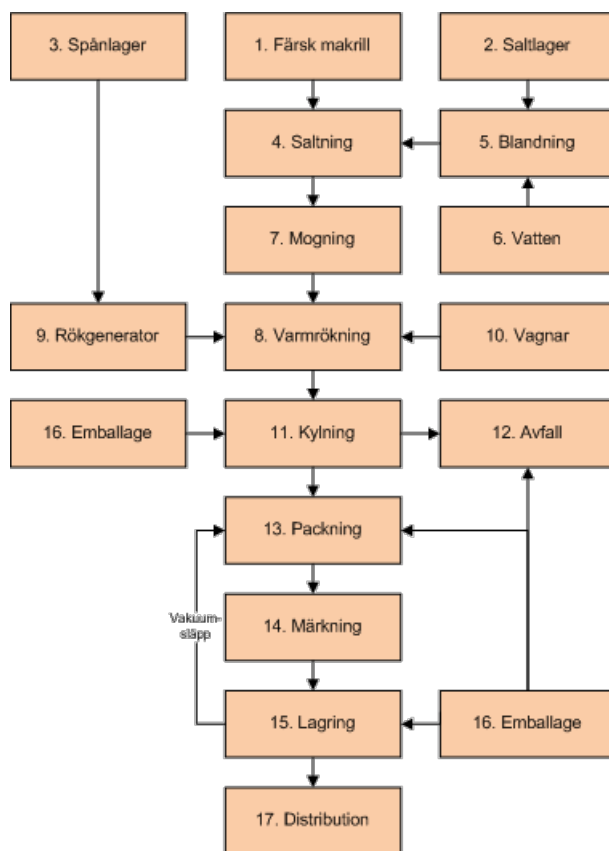 3. Spånlager
1. Färsk makrill
2. Saltlager
4. Saltning
5. Blandning
7. Mogning
6. Vatten
9. Rökgenerator
8. Varmrökning
10. Vagnar
16. Emballage
11. Kylning
12. Avfall
13. Packning
Vakuum-
släpp
14. Märkning
15. Lagring
16. Emballage
17. Distribution